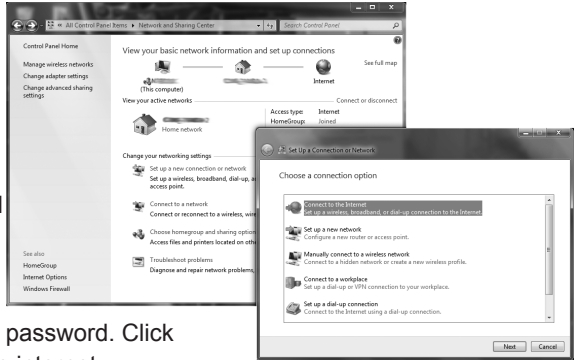 All Control Panel Items
Network and Sharing Center
Search Control Panel
Control Panel Home
Manage wireless networks
Change adapter settings
Change advanced sharing
settings
See also
HomeGroup
Internet Options
Windows Firewall
View your basic network information and set up connections
See full map
(This computer)
Internet
View your active networks
Connect or disconnect
Home network
Access type: Internet
HomeGroup: Joined
Change your networking settings
Set up a new connection or network
Set up a wireless, broadband, dial-up, a
access point.
Connect to a network
Connect or reconnect to a wireless, wire
Choose homegroup and sharing option
Access files and printers located on othe
Troubleshoot problems
Diagnose and repair network problems,
Set Up a Connection or Network
Choose a connection option
Connect to the Internet
Set up a wireless, broadband, or dial-up connection to the Internet.
Set up a new network
Configure a new router or access point.
Manually connect to a wireless network
Connect to a hidden network or create a new wireless profile.
Connect to a workplace
Set up a dial-up or VPN connection to your workplace.
Set up a dial-up connection
Connect to the Internet using a dial-up connection.
Next
Cancel
password. Click